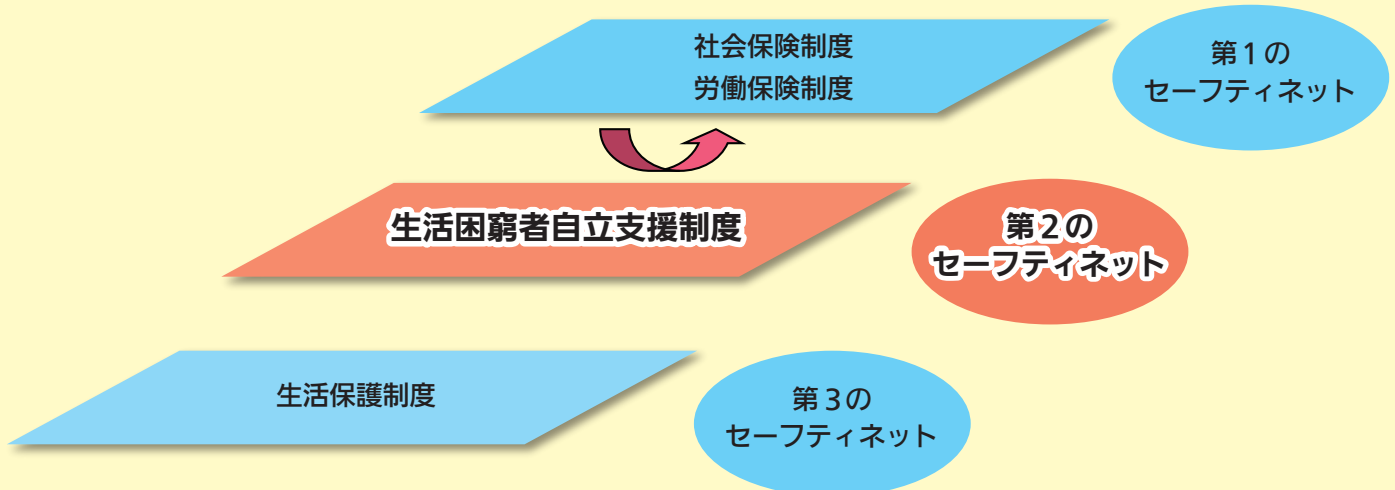 社会保険制度
労働保険制度
第1の
セーフティネット
生活困窮者自立支援制度
第2の
セーフティネット
生活保護制度
第3の
セーフティネット